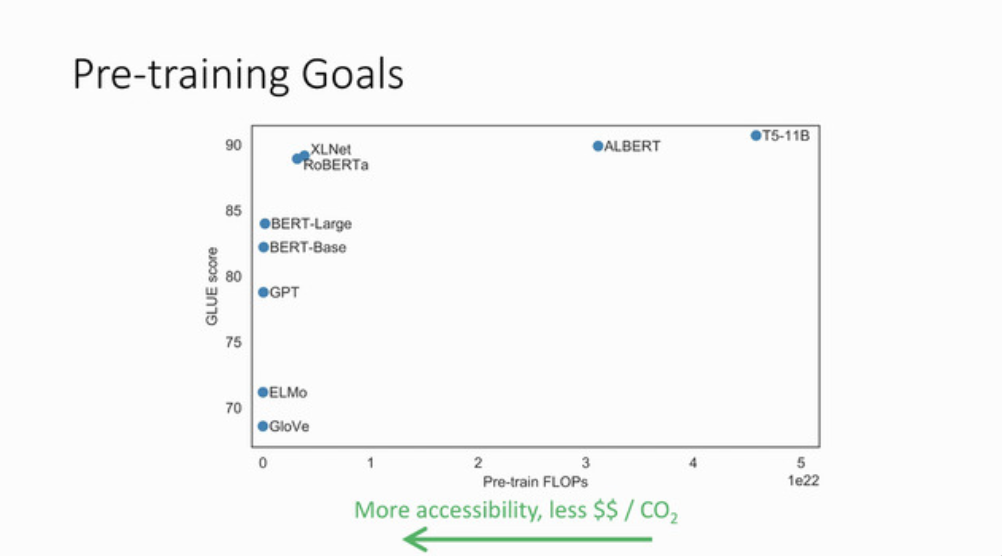 Pre-training Goals
90
XLNet
RoBERTa
ALBERT
T5-11B
85
BERT-Large
BERT-Base
80
GPT
75
ELMo
70
GloVe
GLUE score
0 1 2 3 4 5
Pre-train FLOPs
1e22
More accessibility, less $$ / CO₂